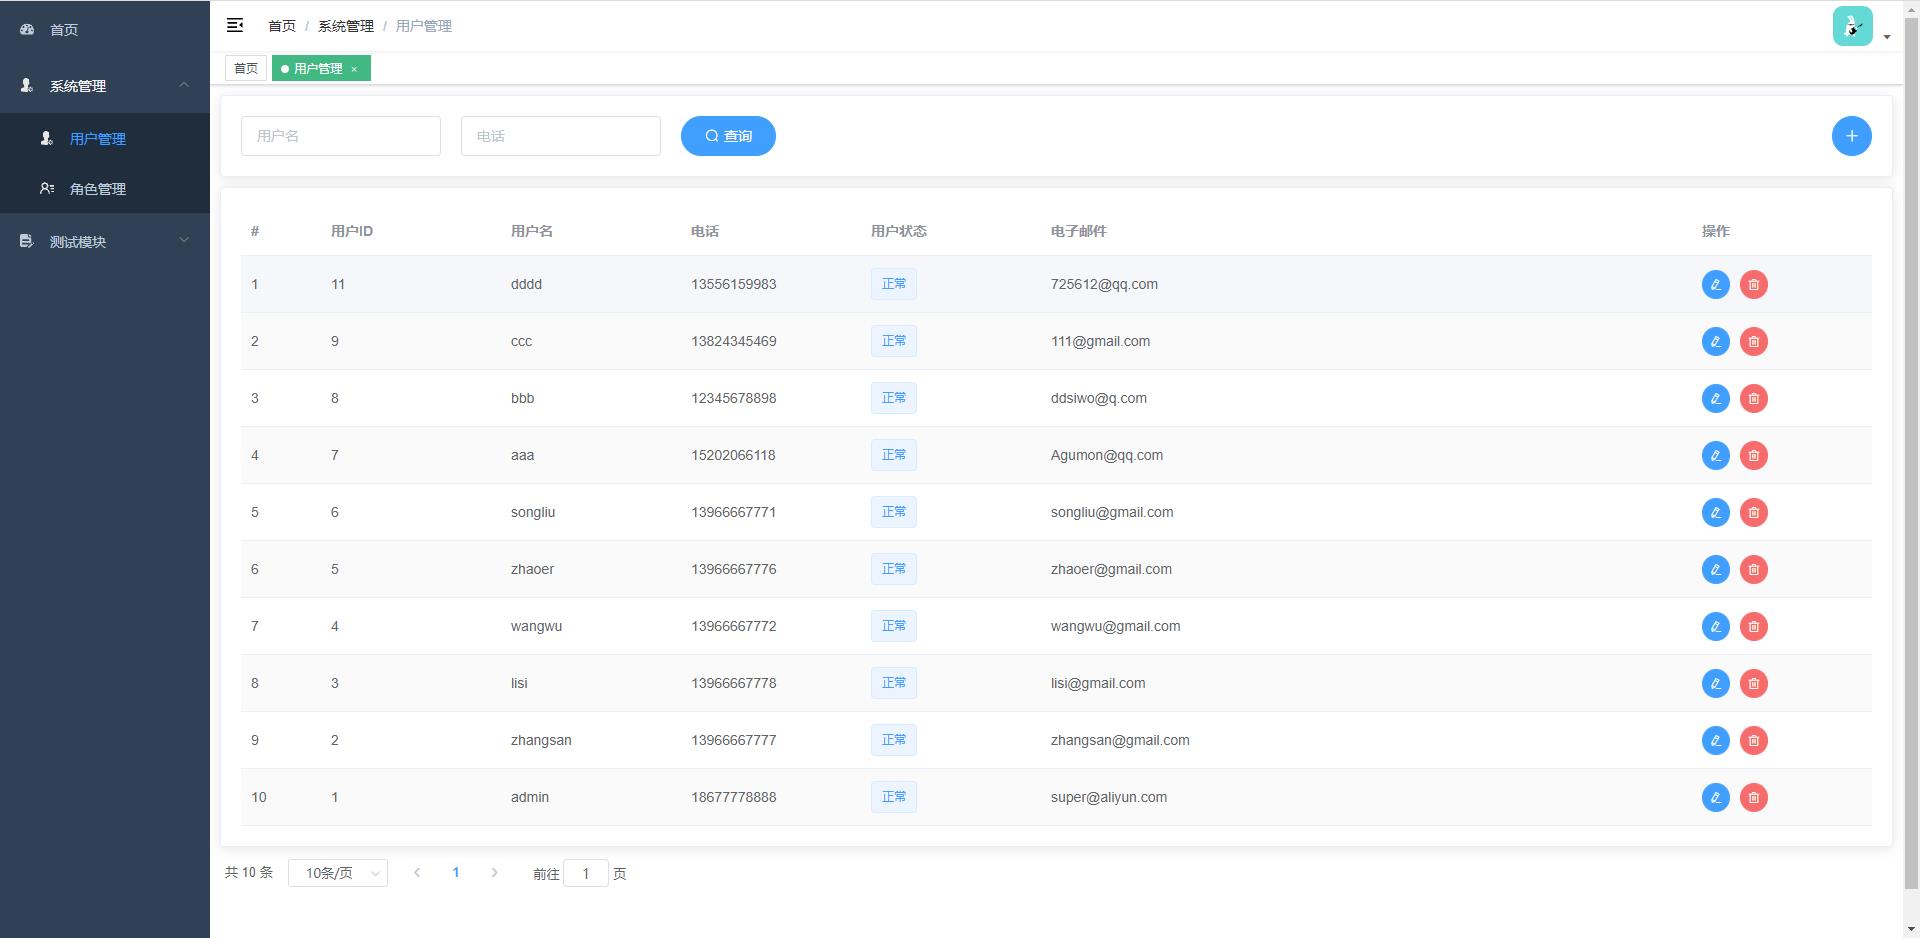 首页
系统管理
用户管理
角色管理
测试模块
首页 / 系统管理 / 用户管理
首页 用户管理 ×
用户名 电话 查询
# 用户ID 用户名 电话 用户状态 电子邮件 操作
1 11 dddd 13556159983 正常 725612@qq.com
2 9 ccc 13824345469 正常 111@gmail.com
3 8 bbb 12345678898 正常 ddsiwo@q.com
4 7 aaa 15202066118 正常 Agumon@qq.com
5 6 songliu 13966667771 正常 songliu@gmail.com
6 5 zhaoer 13966667776 正常 zhaoer@gmail.com
7 4 wangwu 13966667772 正常 wangwu@gmail.com
8 3 lisi 13966667778 正常 lisi@gmail.com
9 2 zhangsan 13966667777 正常 zhangsan@gmail.com
10 1 admin 18677778888 正常 super@aliyun.com
共 10 条 10条/页 1 前往 1 页